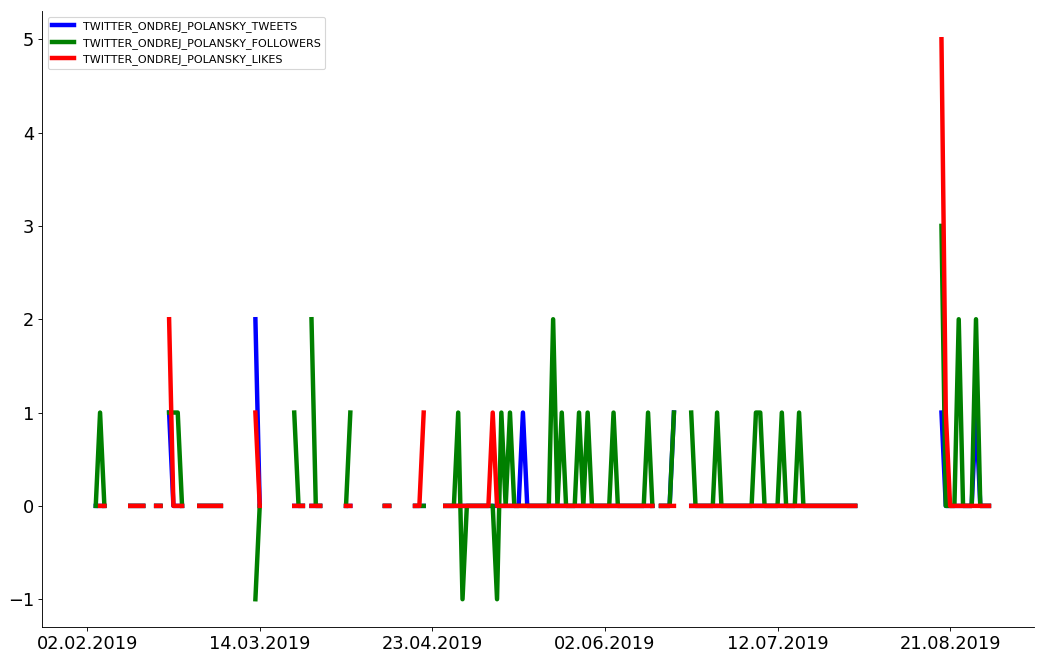 TWITTER_ONDREJ_POLANSKY_TWEETS
TWITTER_ONDREJ_POLANSKY_FOLLOWERS
TWITTER_ONDREJ_POLANSKY_LIKES
5
4
3
2
1
0
−1
02.02.2019 14.03.2019 23.04.2019 02.06.2019 12.07.2019 21.08.2019